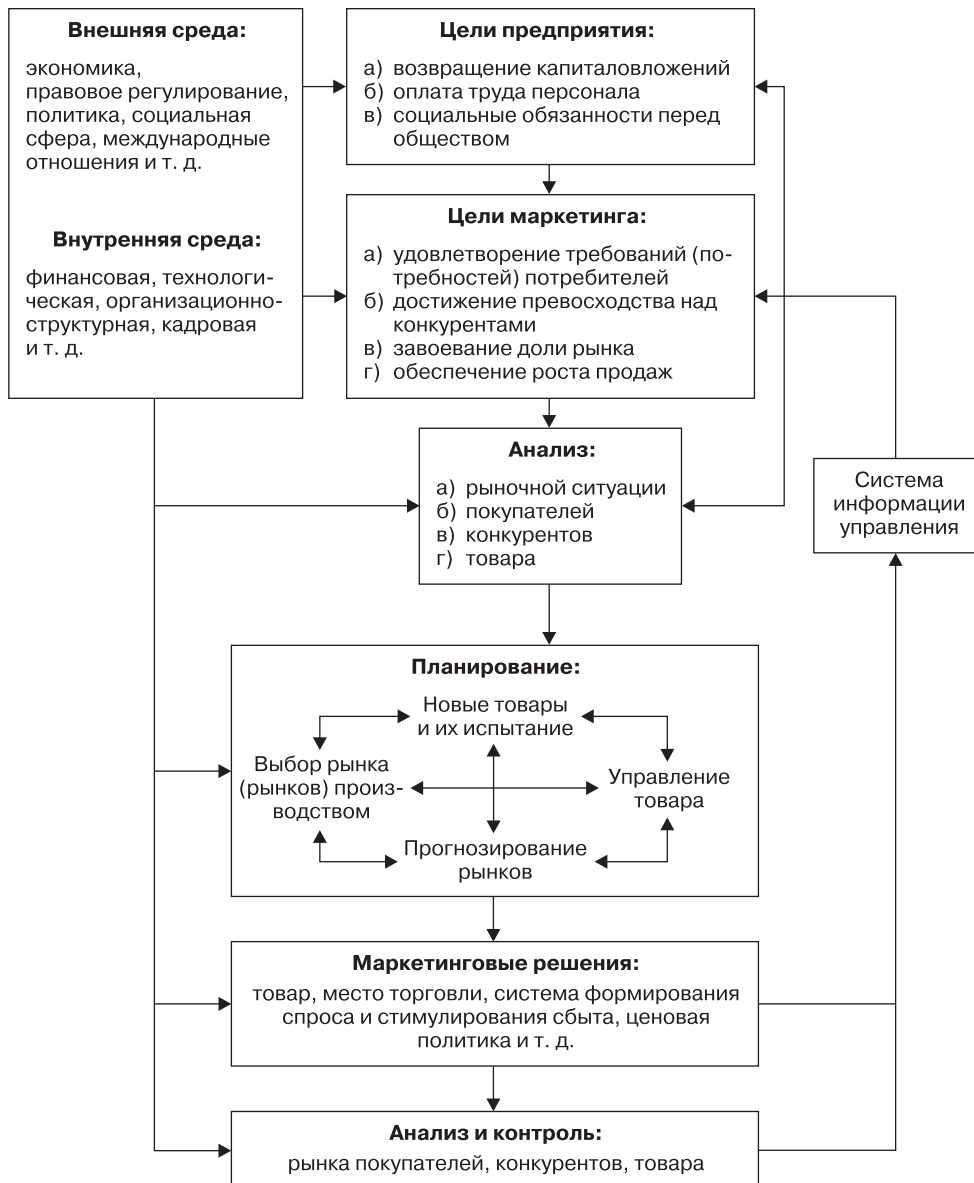 Внешняя среда:
экономика,
правовое регулирование,
политика, социальная
сфера, международные
отношения и т. д.
Внутренняя среда:
финансовая, технологи-
ческая, организационно-
структурная, кадровая
и т. д.
Цели предприятия:
а) возвращение капиталовложений
б) оплата труда персонала
в) социальные обязанности перед
обществом
Цели маркетинга:
а) удовлетворение требований (по-
требностей) потребителей
б) достижение превосходства над
конкурентами
в) завоевание доли рынка
г) обеспечение роста продаж
Анализ:
а) рыночной ситуации
б) покупателей
в) конкурентов
г) товара
Система
информации
управления
Планирование:
Новые товары
и их испытание
Выбор рынка
(рынков) произ-
водством
Управление
товара
Прогнозирование
рынков
Маркетинговые решения:
товар, место торговли, система формирования
спроса и стимулирования сбыта, ценовая
политика и т. д.
Анализ и контроль:
рынка покупателей, конкурентов, товара